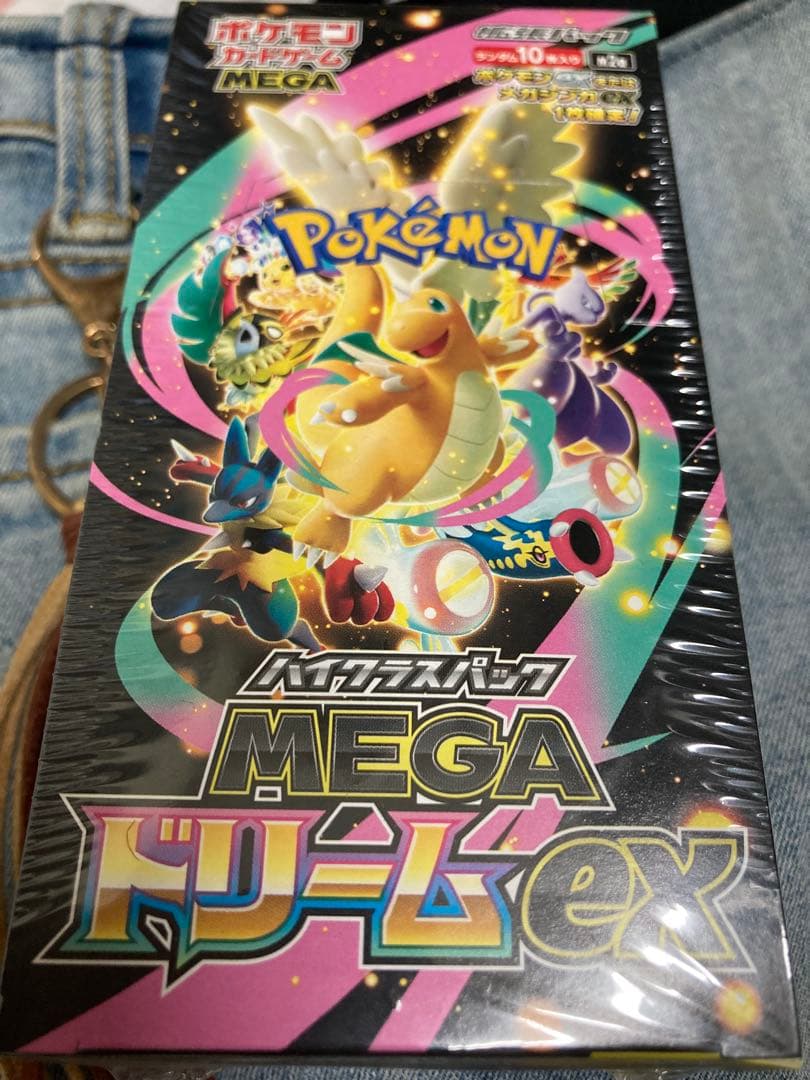 ポケモン
カードゲーム
MEGA
拡張パック
ランダム10枚入り
ポケモンexまたは
メガシンカex
1枚確定!
POKéMON
ハイクラスパック
MEGA
ドリームex